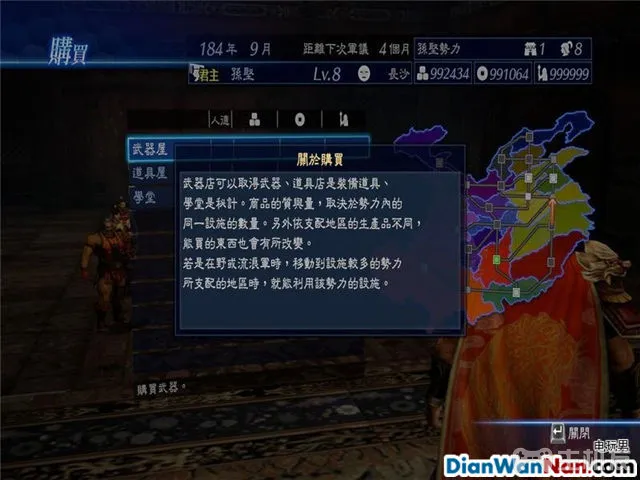 購買
184年 9月 距離下次軍議 4個月 孫堅勢力 1 8
君主 孫堅 Lv.8 長沙 992434 991064 999999
人道
武器屋
道具屋
學堂
關於購買
武器店可以取得武器、道具店是裝備道具、
學堂是秘計。商品的質與量，取決於勢力內的
同一設施的數量。另外依支配地區的生產品不同，
能買的東西也會有所改變。
若是在野或流浪軍時，移動到設施較多的勢力
所支配的地區時，就能利用該勢力的設施。
購買武器。
關閉
电玩男
DianWanNan.com